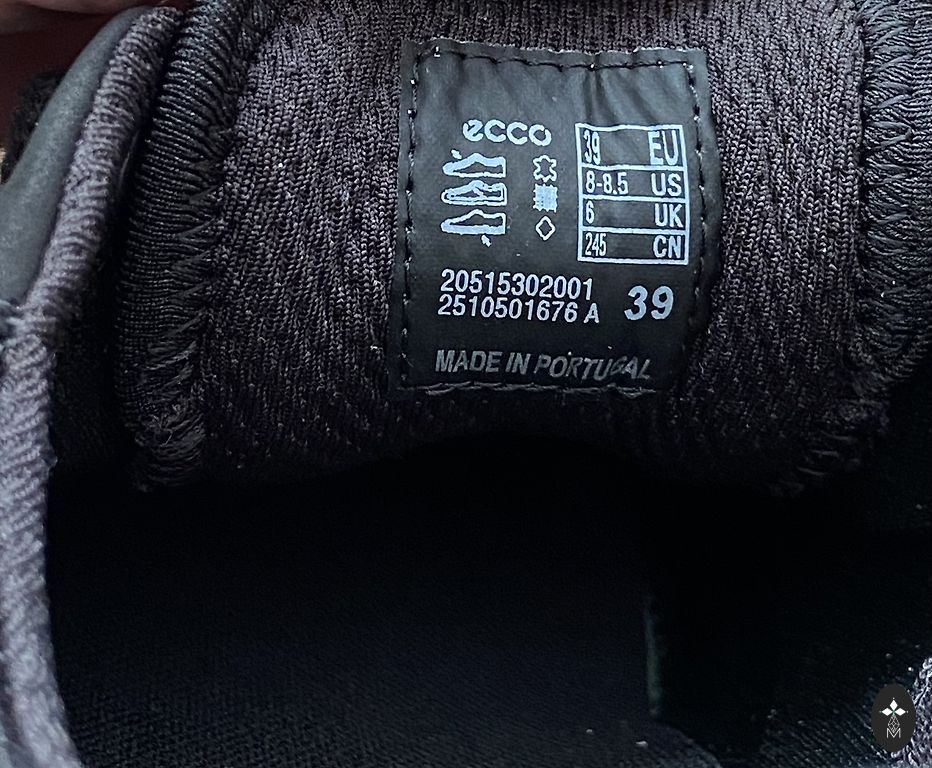 ecco
39 EU
8-8.5 US
6 UK
245 CN
20515302001
2510501676 A 39
MADE IN PORTUGAL
M